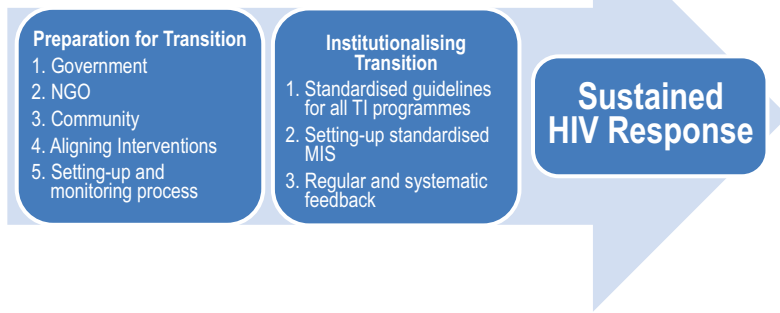 Preparation for Transition
1. Government
2. NGO
3. Community
4. Aligning Interventions
5. Setting-up and
monitoring process
Institutionalising
Transition
1. Standardised guidelines
for all TI programmes
2. Setting-up standardised
MIS
3. Regular and systematic
feedback
Sustained
HIV Response